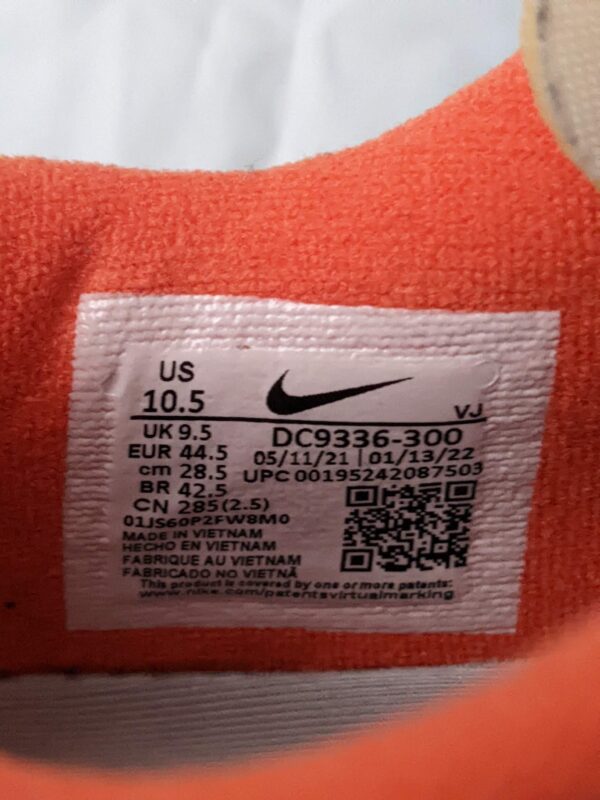 US
10.5
VJ
UK 9.5
DC9336-300
EUR 44.5
05/11/21 | 01/13/22
cm 28.5
UPC 00195242087503
BR 42.5
CN 285(2.5)
01JS60P2FW8M0
MADE IN VIETNAM
HECHO EN VIETNAM
FABRIQUE AU VIETNAM
FABRICADO NO VIETNÃ
This product is covered by one or more patents:
www.nike.com/patentsvirtualmarking